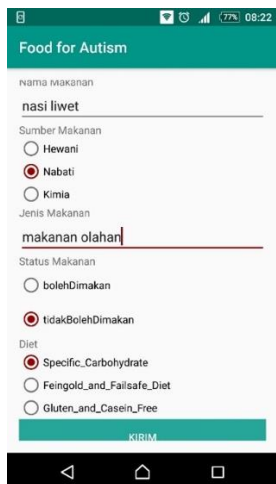 77% 08:22
Food for Autism
Nama Makanan
nasi liwet
Sumber Makanan
Hewani
Nabati
Kimia
Jenis Makanan
makanan olahan
Status Makanan
bolehDimakan
tidakBolehDimakan
Diet
Specific_Carbohydrate
Feingold_and_Failsafe_Diet
Gluten_and_Casein_Free
KIRIM